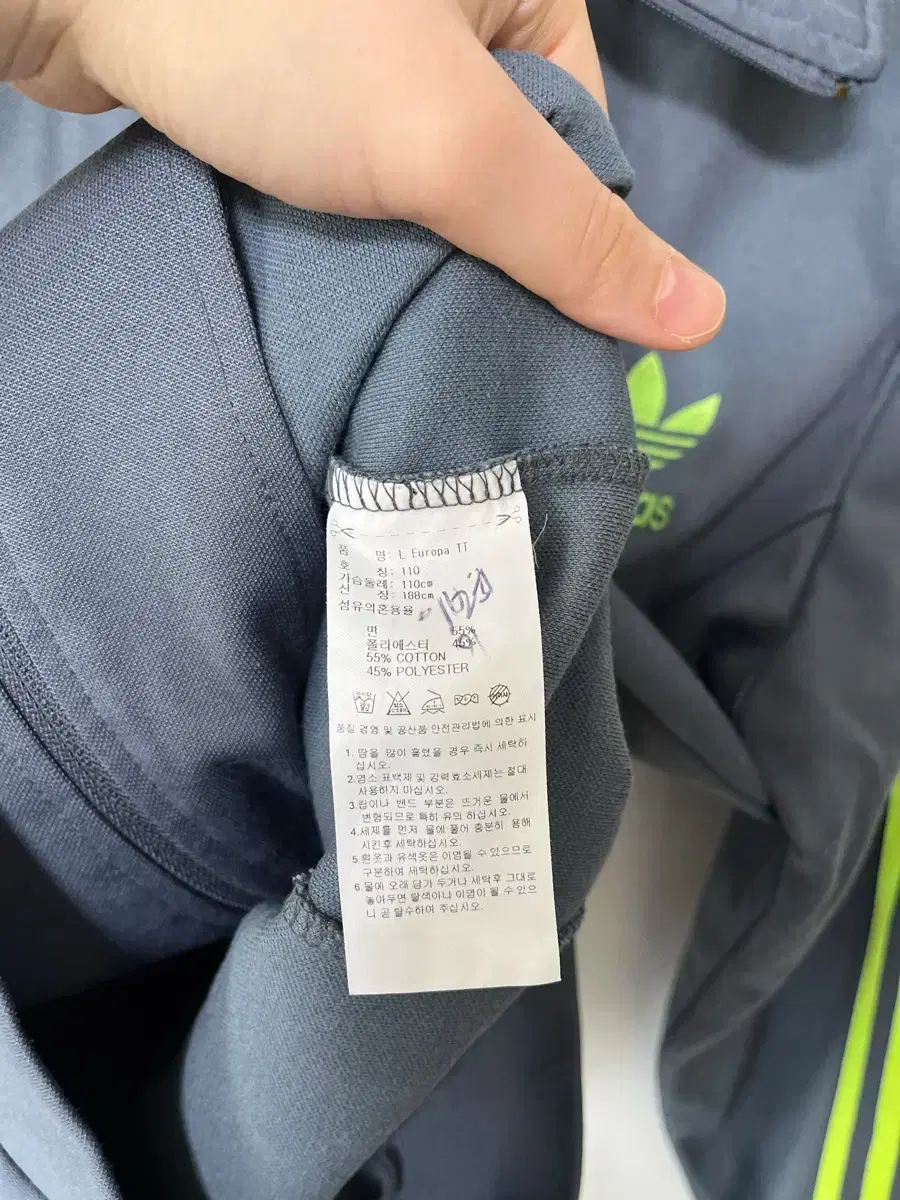 품 명: L Europa TT
호 칭: 110
가슴둘레: 110cm
신 장: 188cm
섬유의혼용율
면 55%
폴리에스터 45%
55% COTTON
45% POLYESTER
품질 경영 및 공산품 안전관리법에 의한 표시
1. 땀을 많이 흘렸을 경우 즉시 세탁하
십시오.
2.염소 표백제 및 강력효소세제는 절대
사용하지 마십시오.
3.립이나 밴드 부분은 뜨거운 물에서
변형되므로 특히 유의 하십시오.
4.세제를 먼저 물에 풀어 충분히 용해
시킨후 세탁하십시오.
5.흰옷과 유색옷은 이염될 수 있으므로
구분하여 세탁하십시오.
6.물에 오래 담가 두거나 세탁후 그대로
놓아두면 탈색이나 이염이 될 수 있으
니 곧 탈수하여 주십시오.